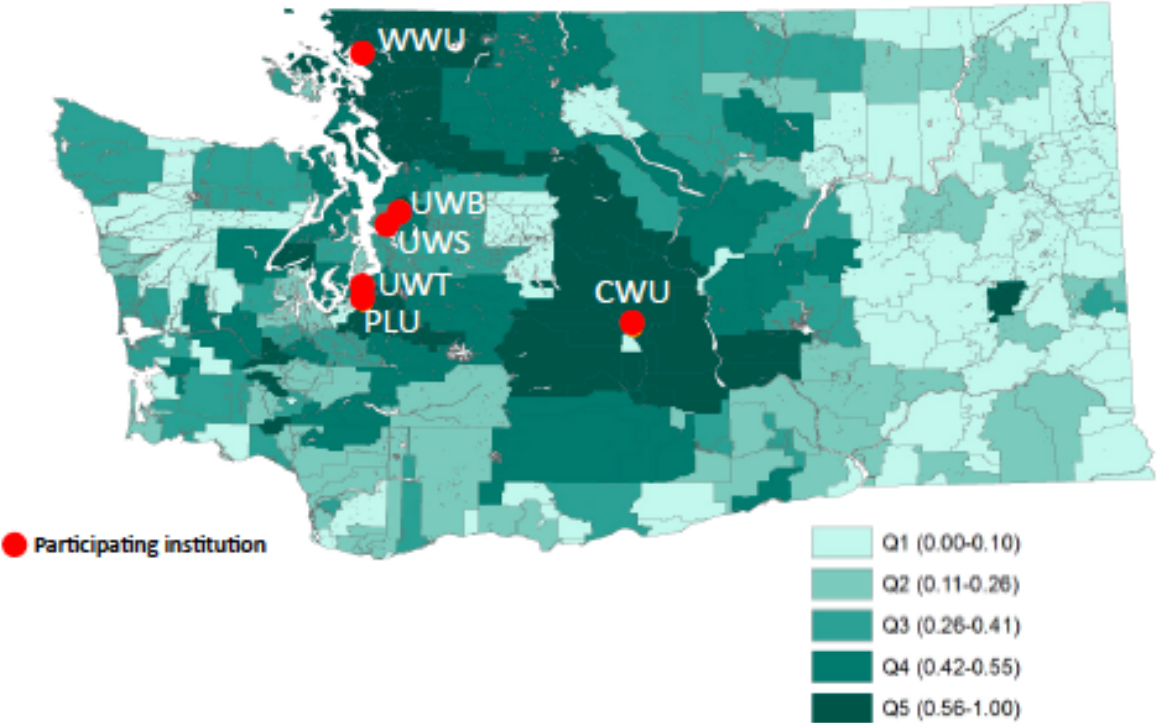 WWU
UWB
UWS
UWT
CWU
PLU
Participating institution
Q1 (0.00-0.10)
Q2 (0.11-0.26)
Q3 (0.26-0.41)
Q4 (0.42-0.55)
Q5 (0.56-1.00)